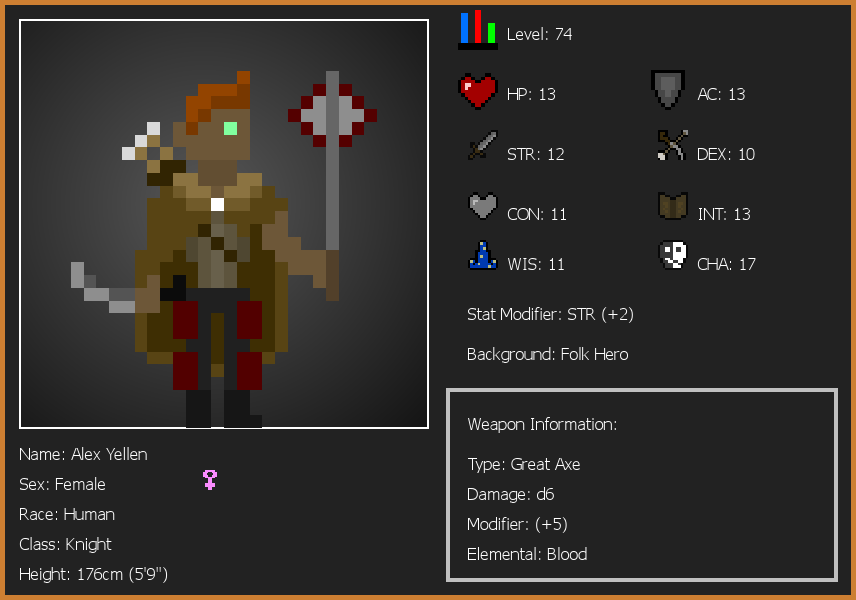 Level: 74
HP: 13
AC: 13
STR: 12
DEX: 10
CON: 11
INT: 13
WIS: 11
CHA: 17
Stat Modifier: STR (+2)
Background: Folk Hero
Weapon Information:
Type: Great Axe
Damage: d6
Modifier: (+5)
Elemental: Blood
Name: Alex Yellen
Sex: Female
Race: Human
Class: Knight
Height: 176cm (5'9")